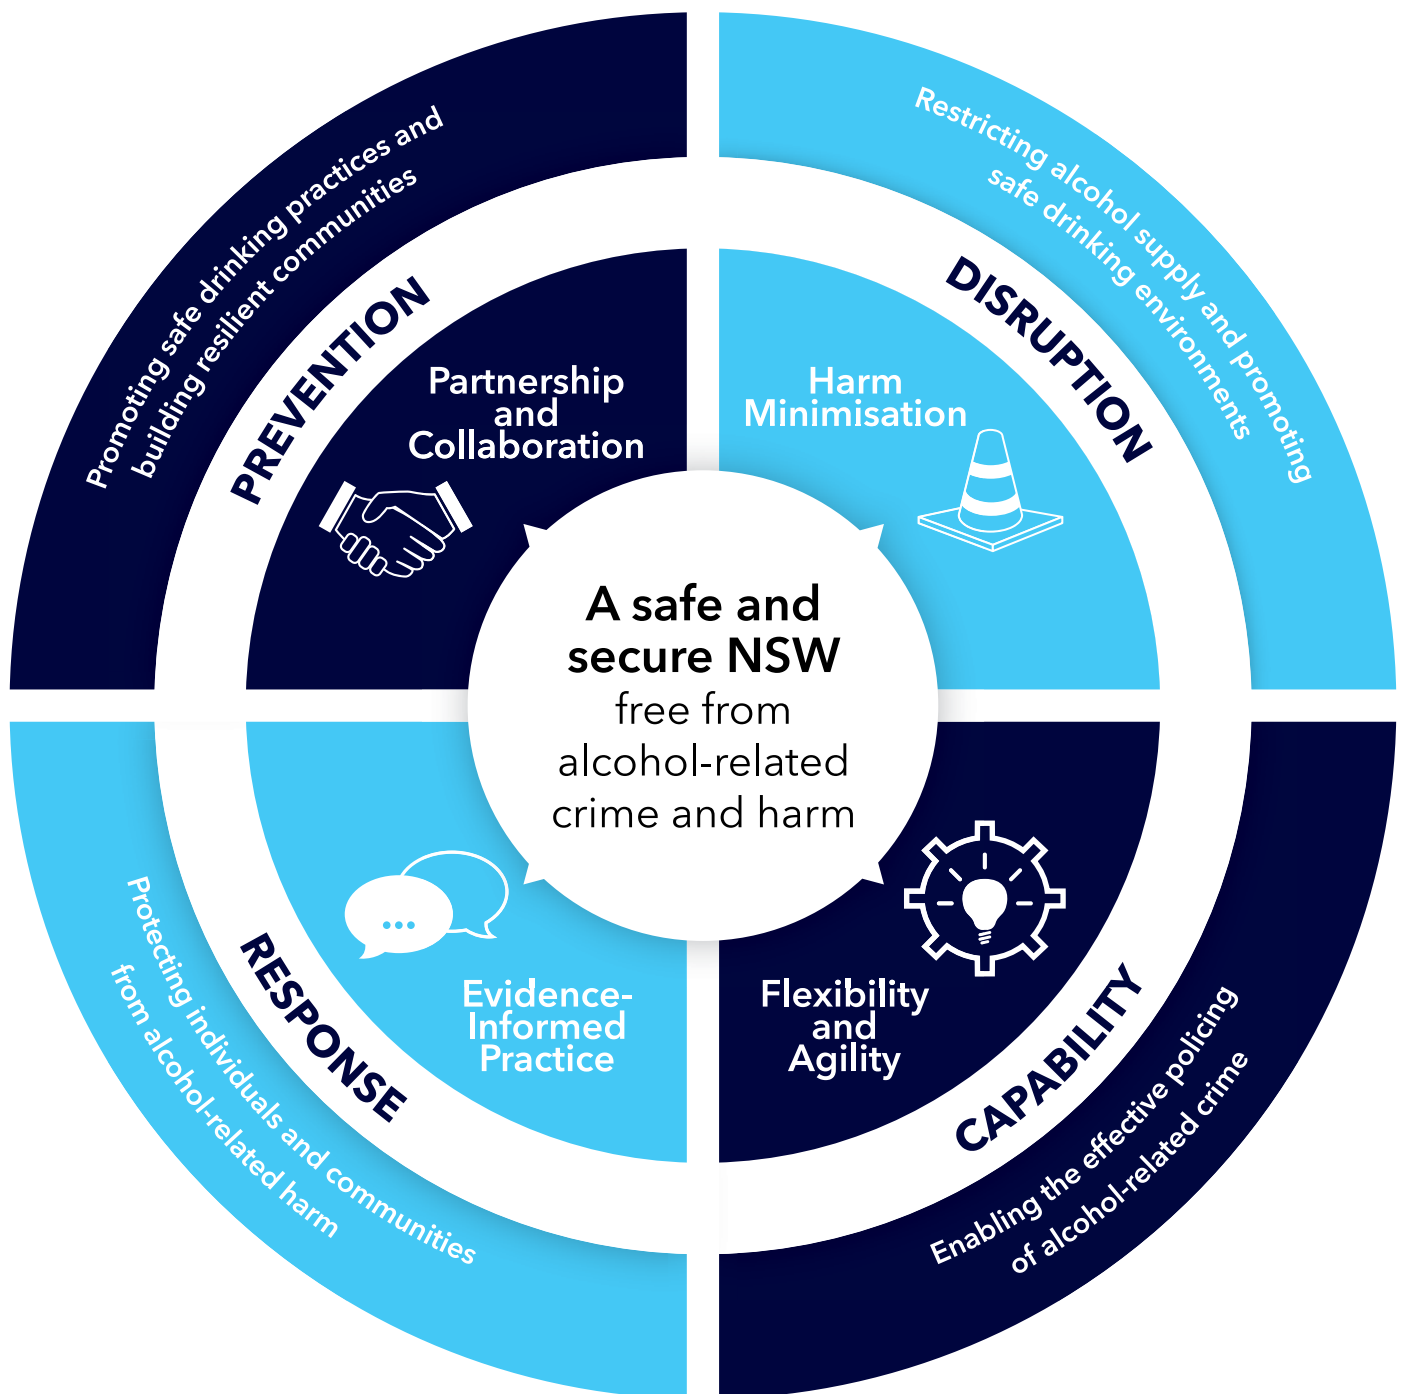 Promoting safe drinking practices and
building resilient communities
PREVENTION
Partnership
and
Collaboration
Restricting alcohol supply and promoting
safe drinking environments
DISRUPTION
Harm
Minimisation
A safe and
secure NSW
free from
alcohol-related
crime and harm
Protecting individuals and communities
from alcohol-related harm
RESPONSE
Evidence-
Informed
Practice
Flexibility
and
Agility
CAPABILITY
Enabling the effective policing
of alcohol-related crime